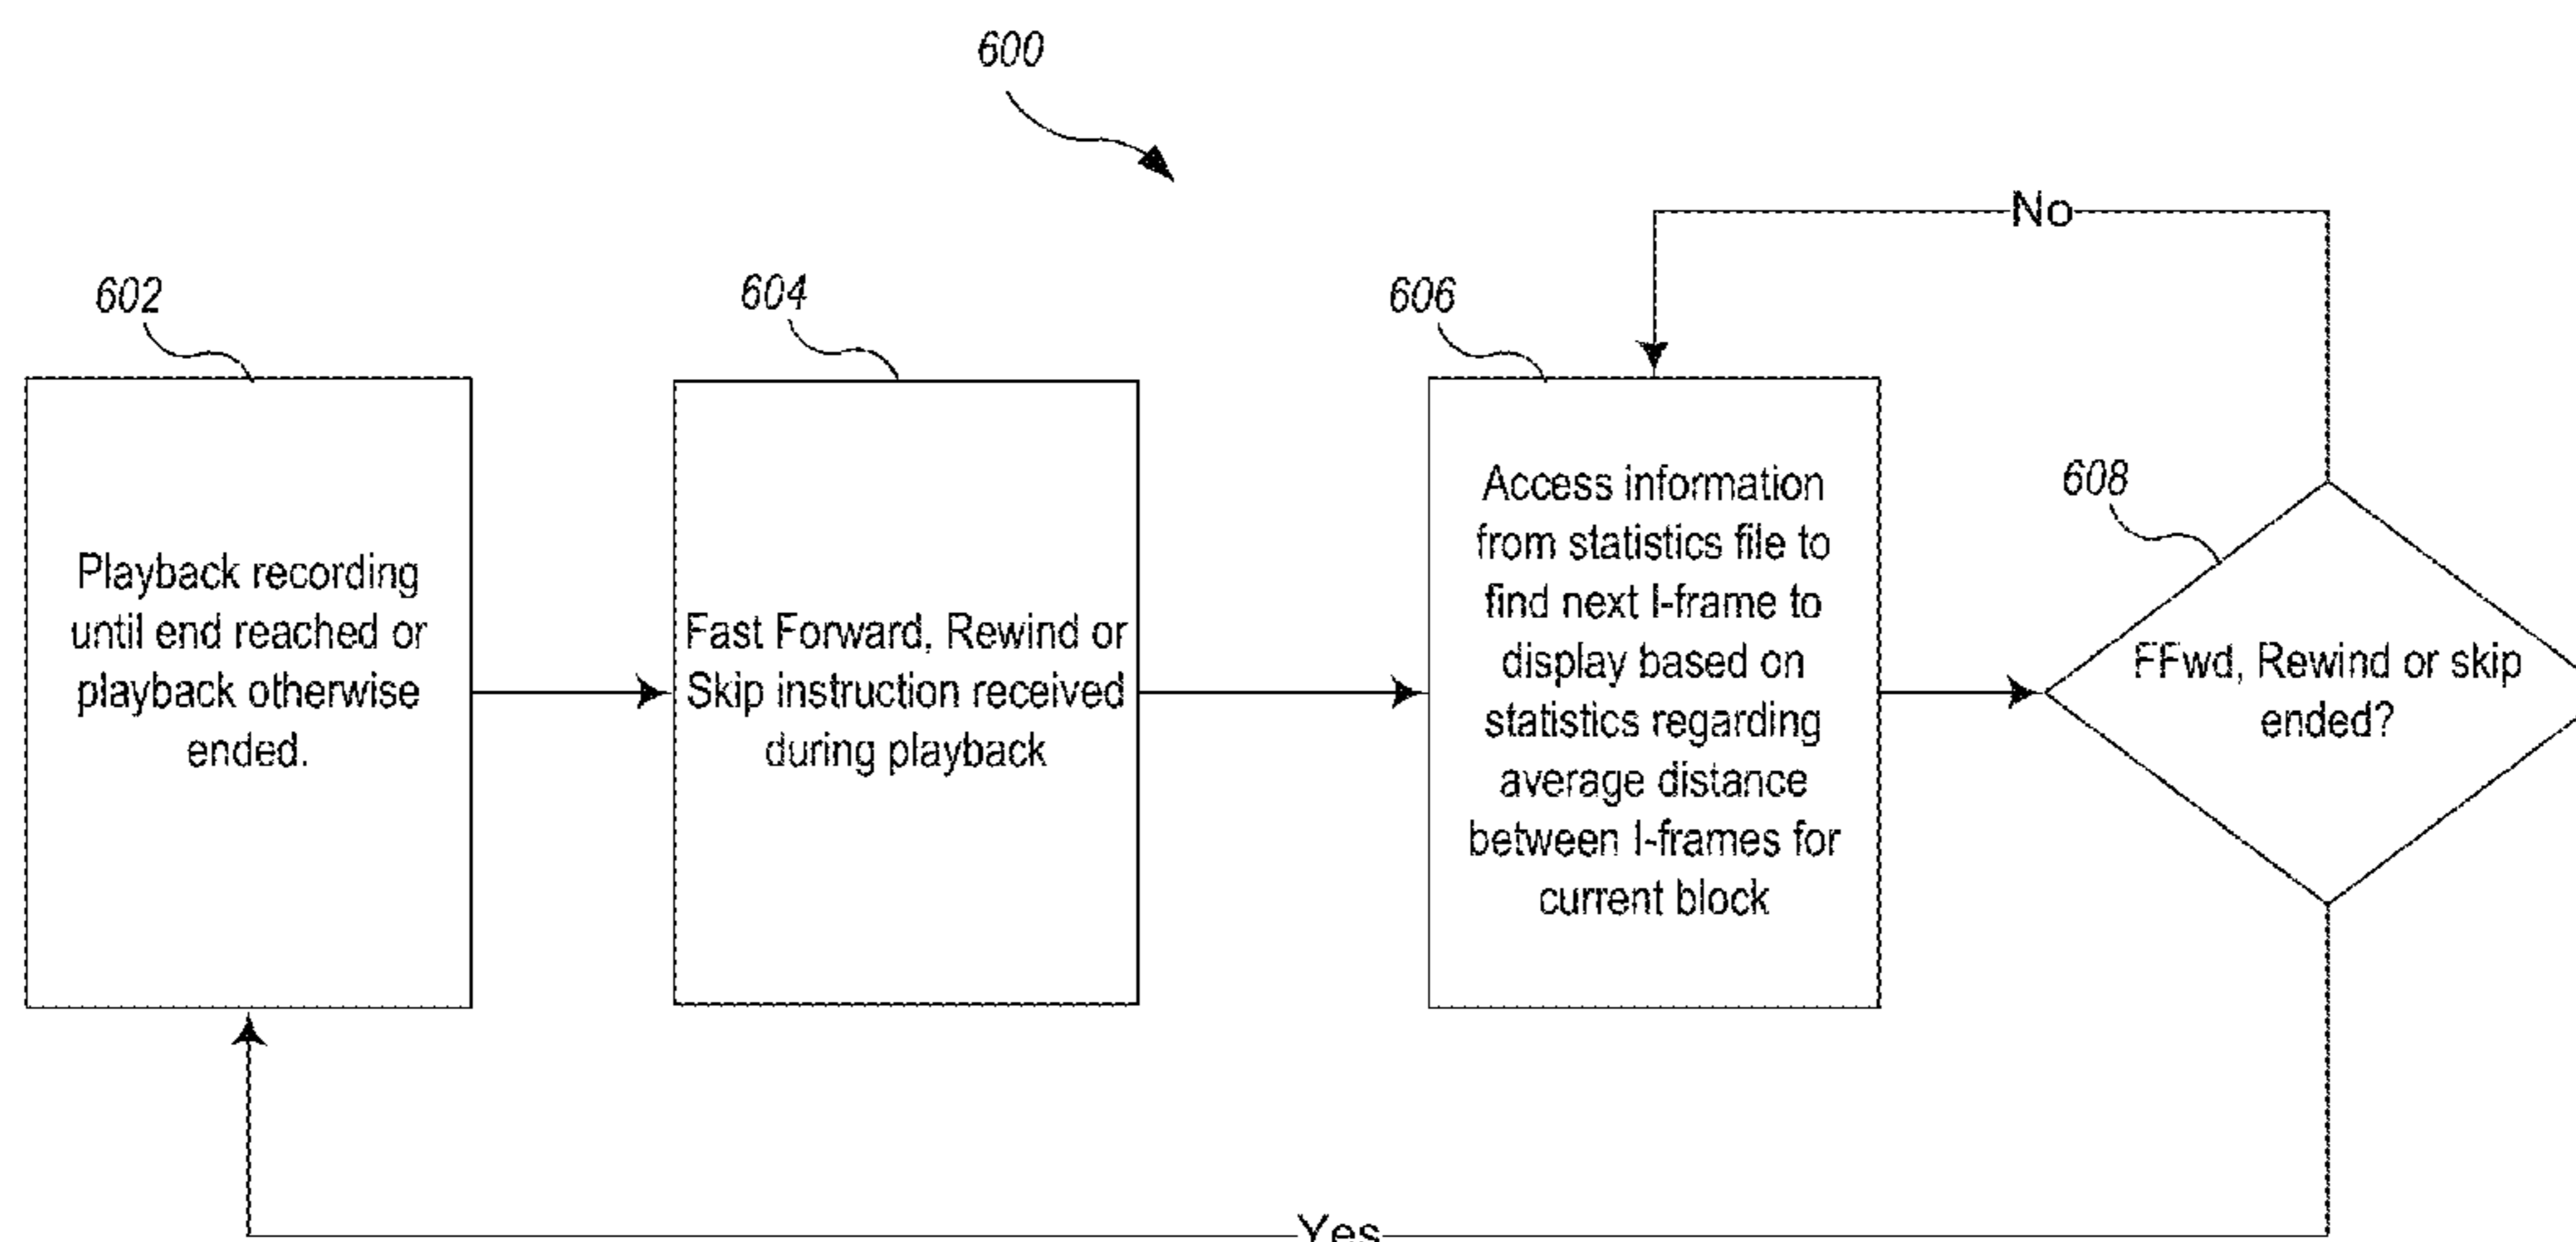 600
No
602
604
606
608
Playback recording
until end reached or
playback otherwise
ended.
Fast Forward, Rewind or
Skip instruction received
during playback
Access information
from statistics file to
find next I-frame to
display based on
statistics regarding
average distance
between I-frames for
current block
FFwd, Rewind or skip
ended?
Yes